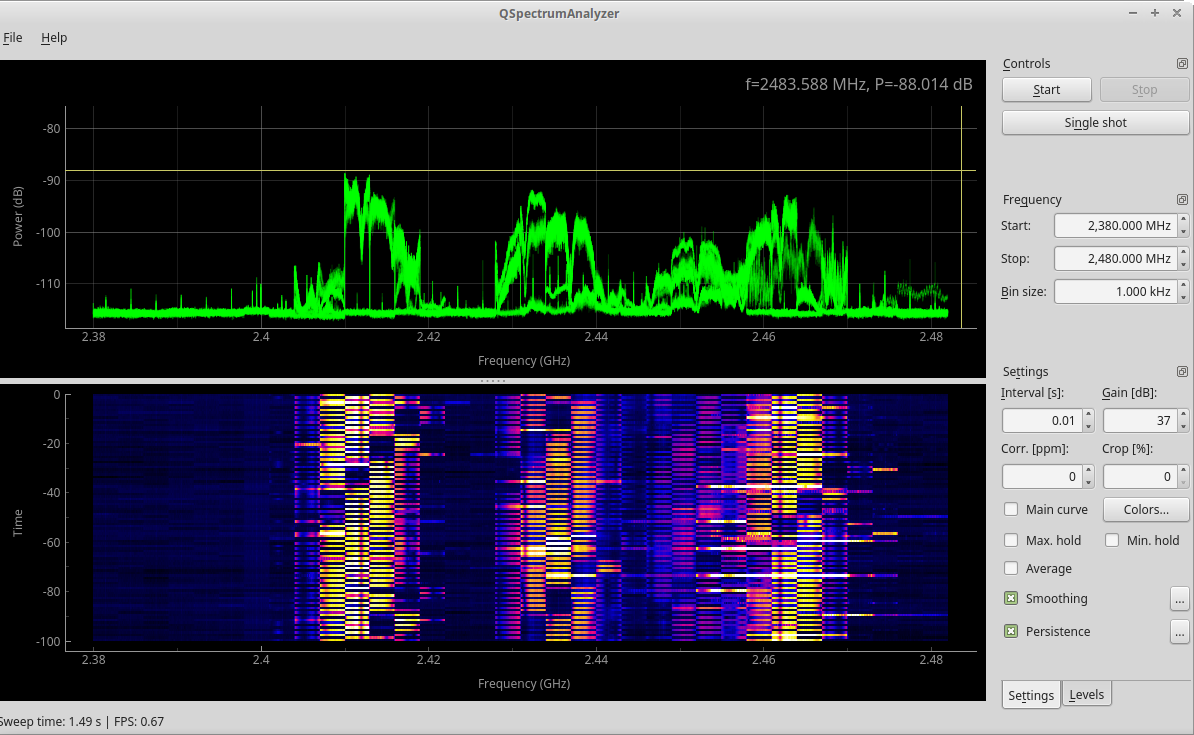 QSpectrumAnalyzer
File Help
f=2483.588 MHz, P=-88.014 dB
-80
-90
-100
-110
Power (dB)
2.38 2.4 2.42 2.44 2.46 2.48
Frequency (GHz)
0
-20
-40
-60
-80
-100
Time
2.38 2.4 2.42 2.44 2.46 2.48
Frequency (GHz)
Controls
Start Stop
Single shot
Frequency
Start: 2,380.000 MHz
Stop: 2,480.000 MHz
Bin size: 1.000 kHz
Settings
Interval [s]: Gain [dB]:
0.01 37
Corr. [ppm]: Crop [%]:
0 0
Main curve Colors...
Max. hold Min. hold
Average
Smoothing ...
Persistence ...
Settings Levels
Sweep time: 1.49 s | FPS: 0.67